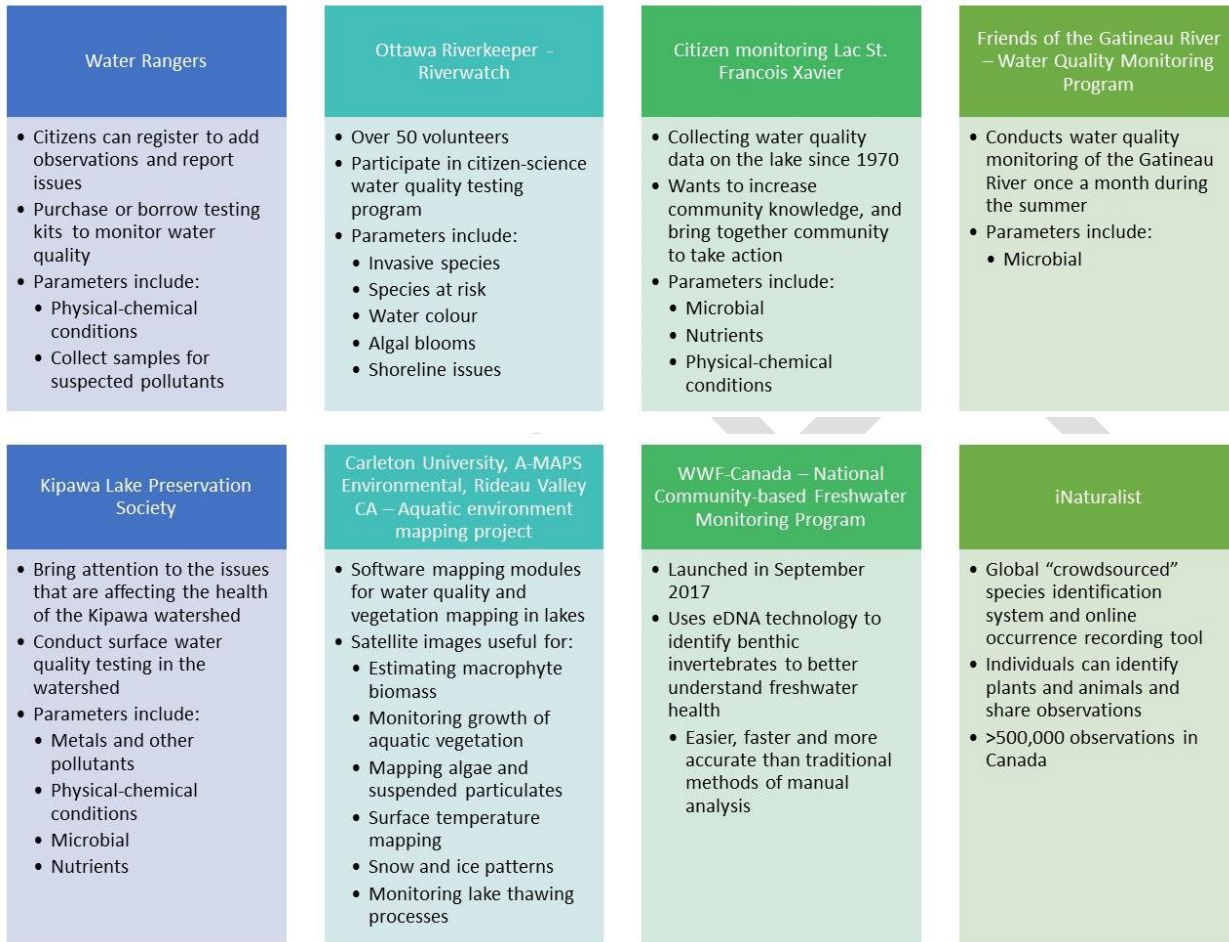 Water Rangers
• Citizens can register to add
observations and report
issues
• Purchase or borrow testing
kits to monitor water
quality
• Parameters include:
• Physical-chemical
conditions
• Collect samples for
suspected pollutants
Ottawa Riverkeeper -
Riverwatch
• Over 50 volunteers
• Participate in citizen-science
water quality testing
program
• Parameters include:
• Invasive species
• Species at risk
• Water colour
• Algal blooms
• Shoreline issues
Citizen monitoring Lac St.
Francois Xavier
• Collecting water quality
data on the lake since 1970
• Wants to increase
community knowledge, and
bring together community
to take action
• Parameters include:
• Microbial
• Nutrients
• Physical-chemical
conditions
Friends of the Gatineau River
– Water Quality Monitoring
Program
• Conducts water quality
monitoring of the Gatineau
River once a month during
the summer
• Parameters include:
• Microbial
Kipawa Lake Preservation
Society
• Bring attention to the issues
that are affecting the health
of the Kipawa watershed
• Conduct surface water
quality testing in the
watershed
• Parameters include:
• Metals and other
pollutants
• Physical-chemical
conditions
• Microbial
• Nutrients
Carleton University, A-MAPS
Environmental, Rideau Valley
CA – Aquatic environment
mapping project
• Software mapping modules
for water quality and
vegetation mapping in lakes
• Satellite images useful for:
• Estimating macrophyte
biomass
• Monitoring growth of
aquatic vegetation
• Mapping algae and
suspended particulates
• Surface temperature
mapping
• Snow and ice patterns
• Monitoring lake thawing
processes
WWF-Canada – National
Community-based Freshwater
Monitoring Program
• Launched in September
2017
• Uses eDNA technology to
identify benthic
invertebrates to better
understand freshwater
health
• Easier, faster and more
accurate than traditional
methods of manual
analysis
iNaturalist
• Global “crowdsourced”
species identification
system and online
occurrence recording tool
• Individuals can identify
plants and animals and
share observations
• >500,000 observations in
Canada